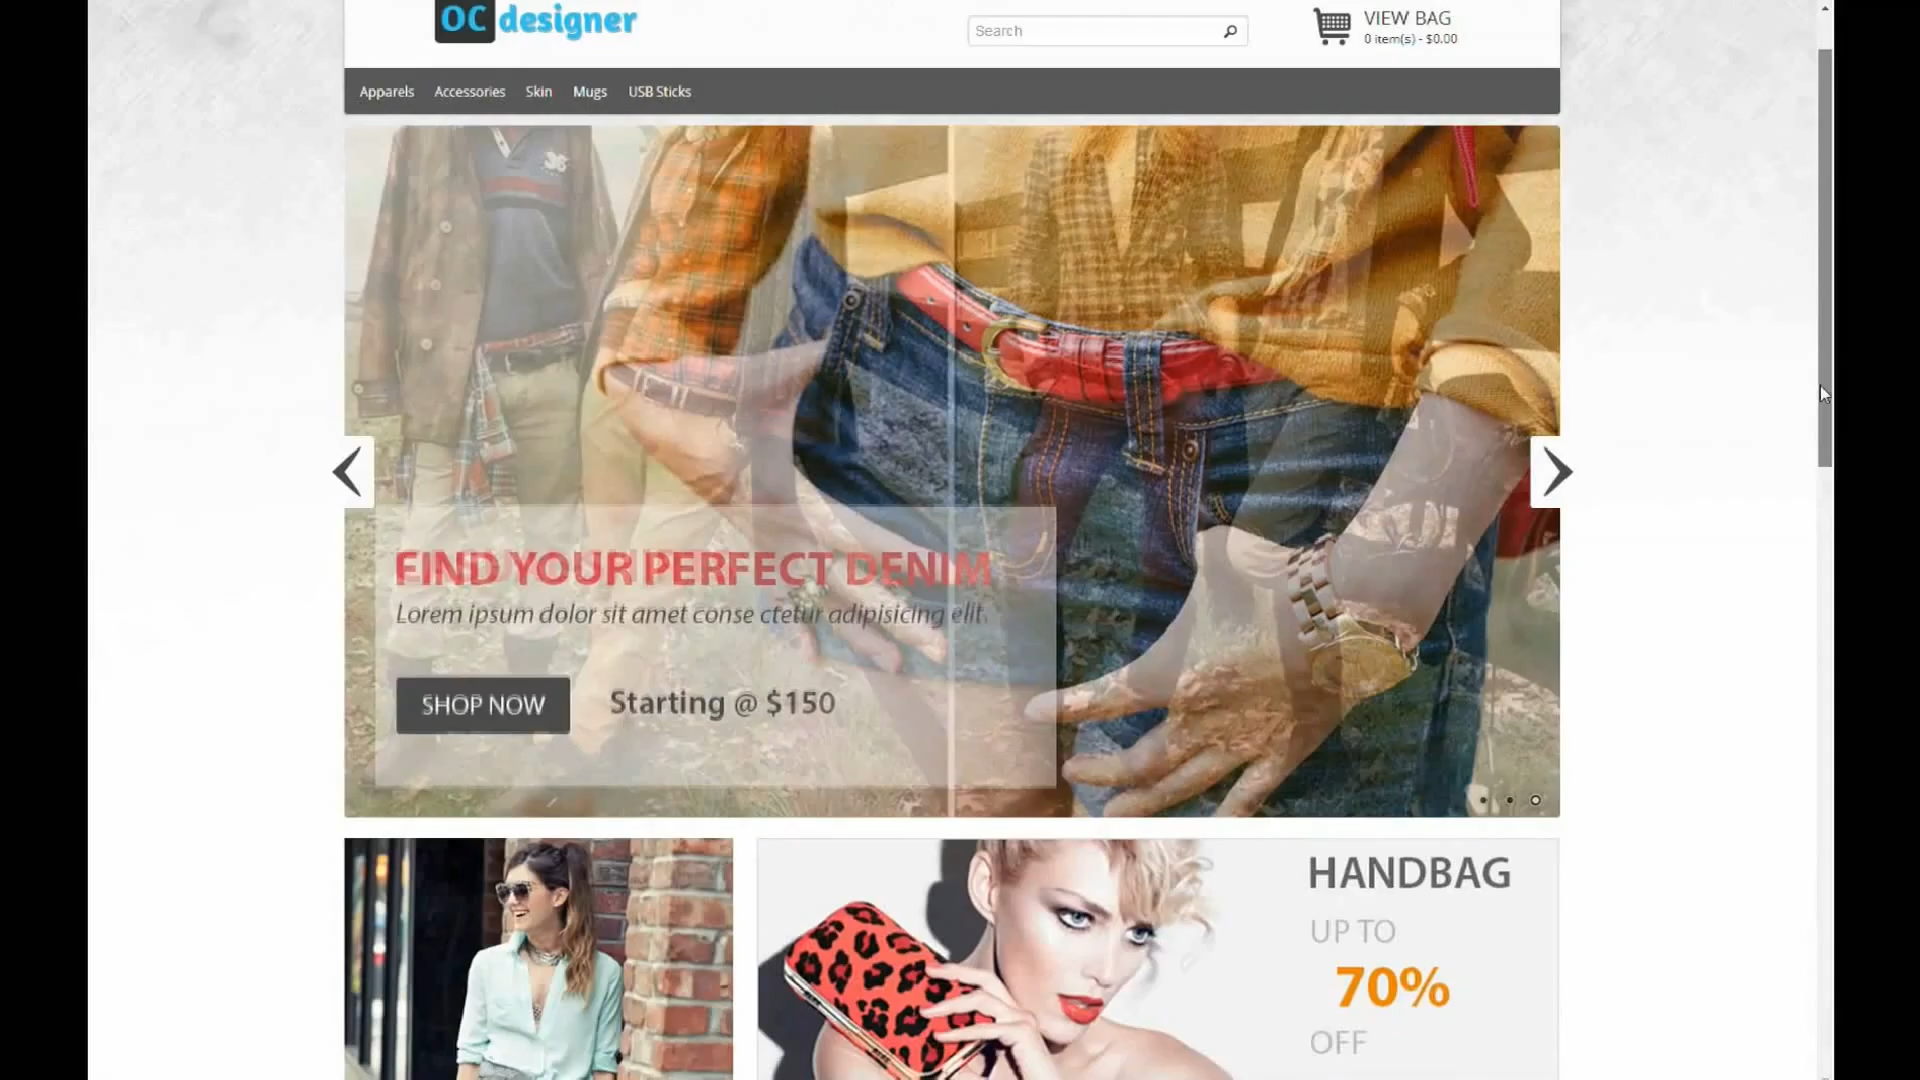 OC designer
Search
VIEW BAG
0 item(s) - $0.00
Apparels Accessories Skin Mugs USB Sticks
36
FIND YOUR PERFECT DENIM
Lorem ipsum dolor sit amet conse ctetur adipisicing elit.
SHOP NOW
Starting @ $150
HANDBAG
UP TO
70%
OFF